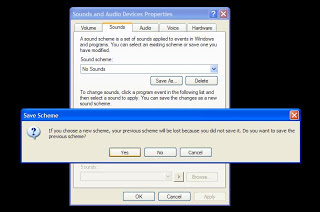 Sounds and Audio Devices Properties
Volume Sounds Audio Voice Hardware
A sound scheme is a set of sounds applied to events in Windows
and programs. You can select an existing scheme or save one you
have modified.
Sound scheme:
No Sounds
Save As... Delete
To change sounds, click a program event in the following list and
then select a sound to apply. You can save the changes as a new
sound scheme.
Save Scheme
If you choose a new scheme, your previous scheme will be lost because you did not save it. Do you want to save the
previous scheme?
Yes No Cancel
Sounds:
Browse...
OK Cancel Apply